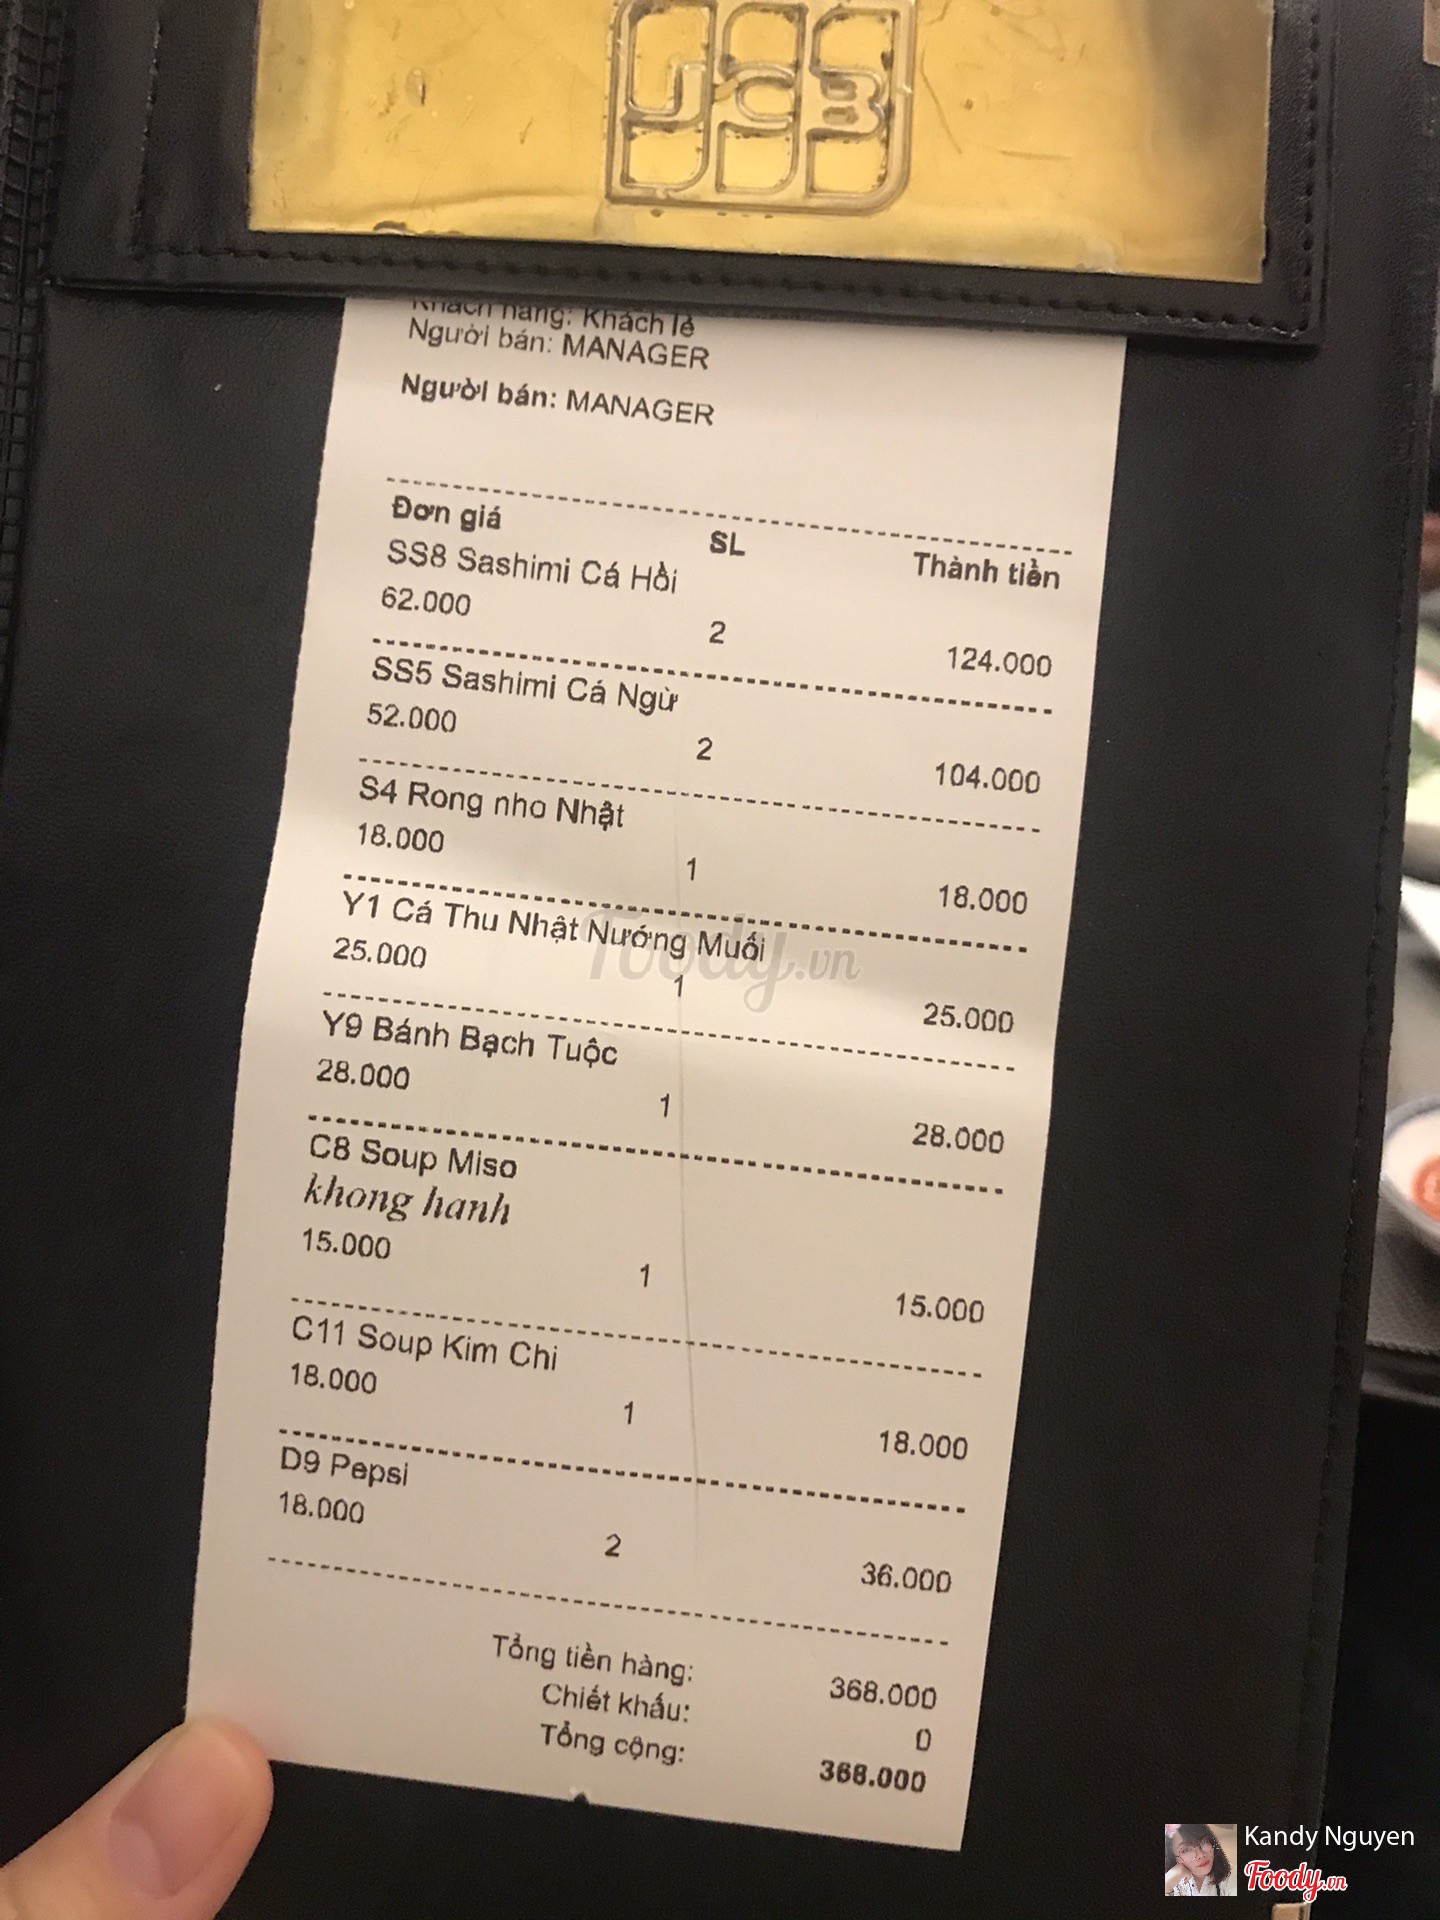 JCB
Khách hàng: Khách lẻ
Người bán: MANAGER
Người bán: MANAGER
Đơn giá SL Thành tiền
SS8 Sashimi Cá Hồi
62.000 2 124.000
SS5 Sashimi Cá Ngừ
52.000 2 104.000
S4 Rong nho Nhật
18.000 1 18.000
Y1 Cá Thu Nhật Nướng Muối
25.000 1 25.000
Y9 Bánh Bạch Tuộc
28.000 1 28.000
C8 Soup Miso
khong hanh
15.000 1 15.000
C11 Soup Kim Chi
18.000 1 18.000
D9 Pepsi
18.000 2 36.000
Tổng tiền hàng: 368.000
Chiết khấu: 0
Tổng cộng: 368.000
Foody.vn
Kandy Nguyen
Foody.vn